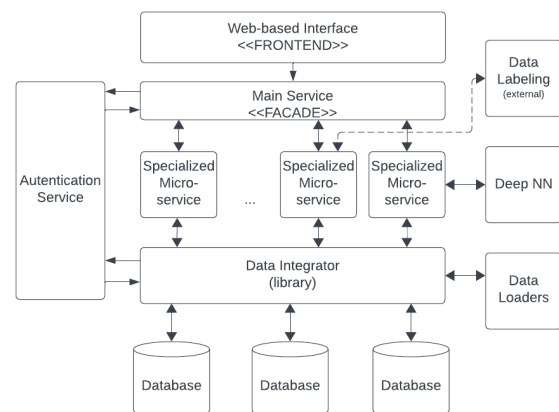 Web-based Interface
<<FRONTEND>>
Data
Labeling
(external)
Main Service
<<FACADE>>
Autentication
Service
Specialized
Micro-
service
...
Specialized
Micro-
service
Specialized
Micro-
service
Deep NN
Data Integrator
(library)
Data
Loaders
Database
Database
Database